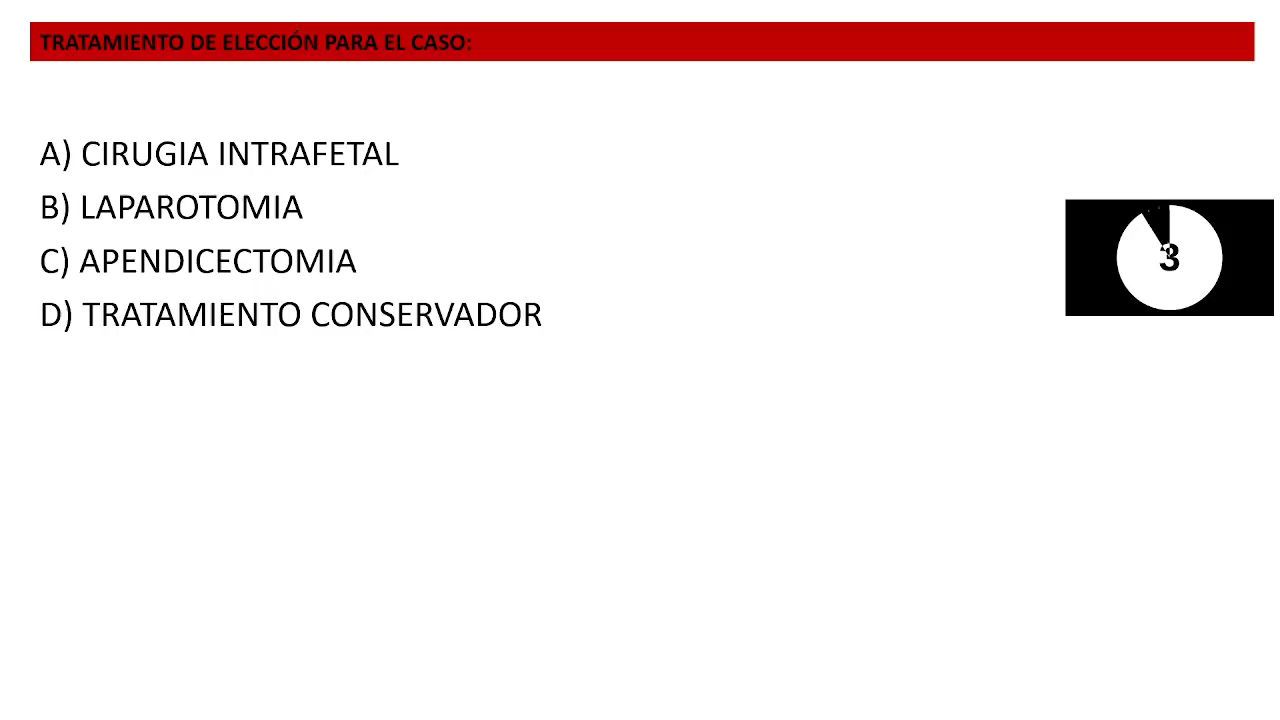 TRATAMIENTO DE ELECCIÓN PARA EL CASO:
A) CIRUGIA INTRAFETAL
B) LAPAROTOMIA
C) APENDICECTOMIA
D) TRATAMIENTO CONSERVADOR
3